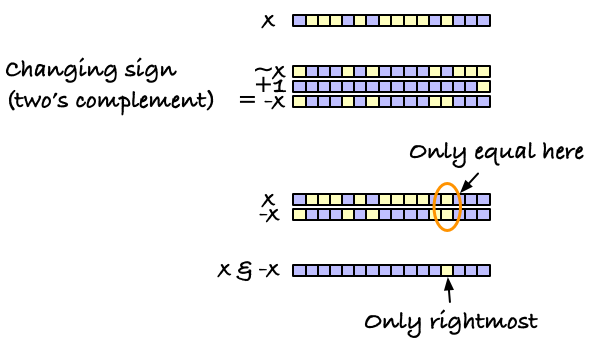 x
Changing sign
(two's complement)
~x
+1
= -x
Only equal here
x
-x
x & -x
Only rightmost